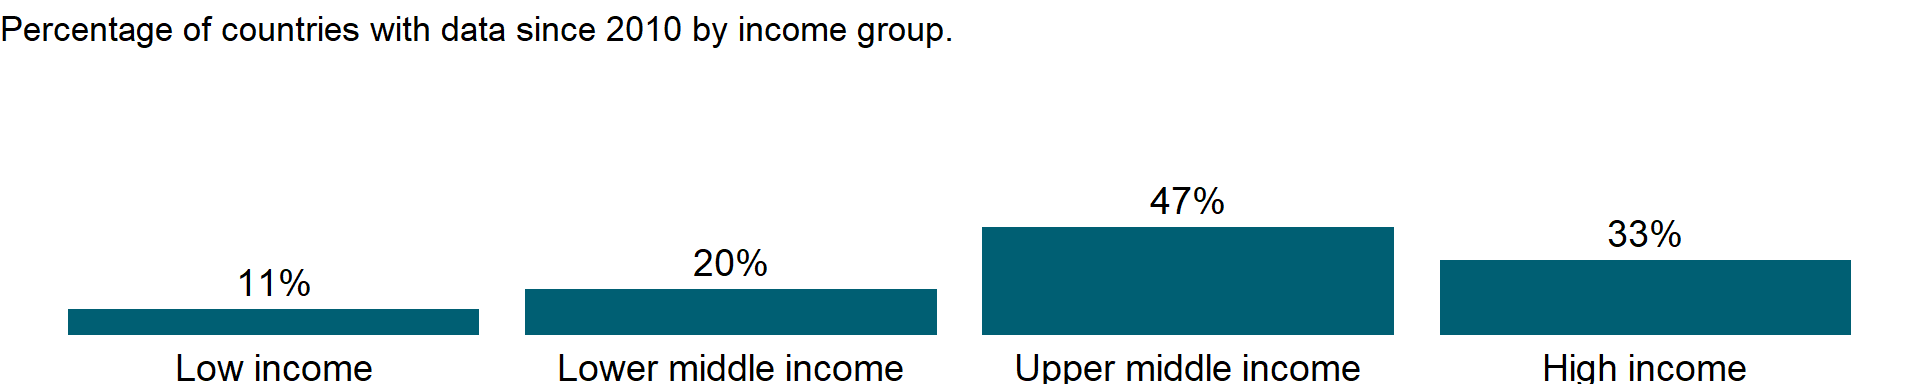 Percentage of countries with data since 2010 by income group.
47%
33%
20%
11%
Low income Lower middle income Upper middle income High income